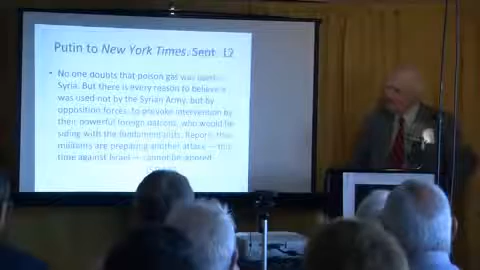 Putin to New York Times. Sent 12
• No one doubts that poison gas was used in
Syria. But there is every reason to believe it
was used not by the Syrian Army, but by
opposition forces, to provoke intervention by
their powerful foreign patrons, who would be
siding with the fundamentalists. Reports that
militants are preparing another attack — this
time against Israel — cannot be ignored.